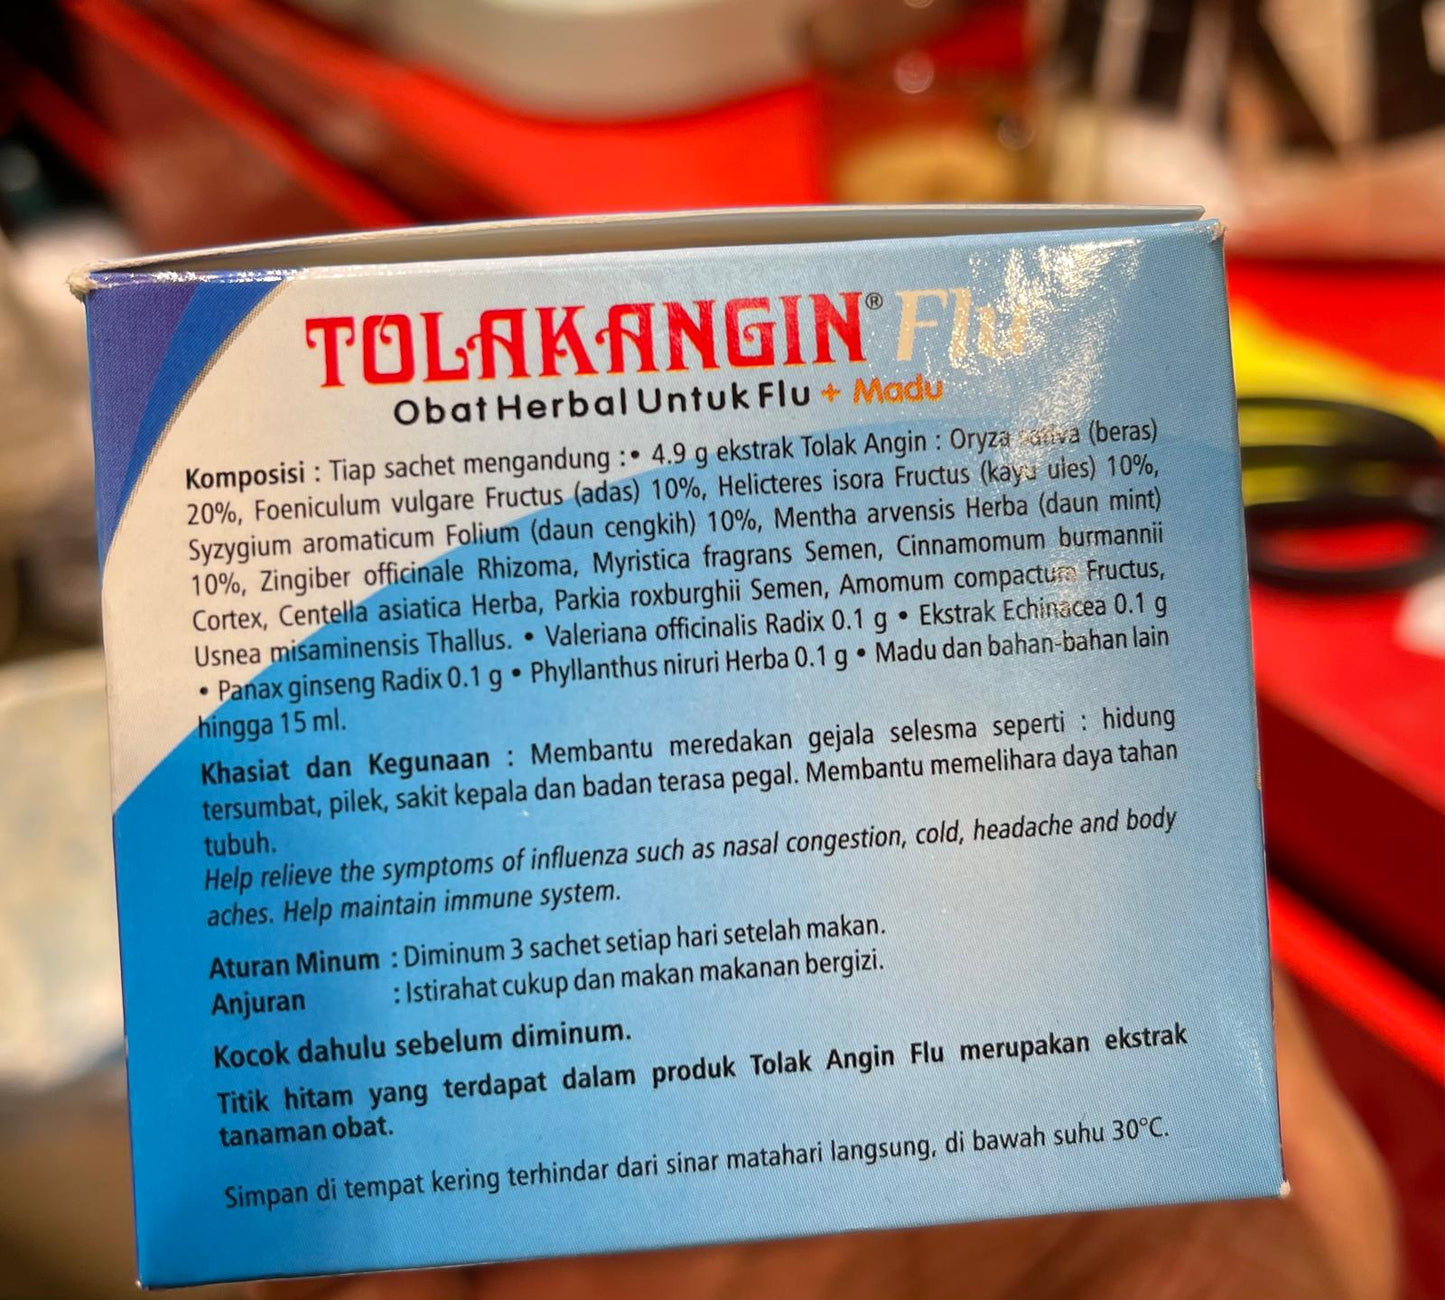 TOLAKANGIN® Flu
Obat Herbal Untuk Flu + Madu
Komposisi : Tiap sachet mengandung : • 4.9 g ekstrak Tolak Angin : Oryza sativa (beras)
20%, Foeniculum vulgare Fructus (adas) 10%, Helicteres isora Fructus (kayu ules) 10%,
Syzygium aromaticum Folium (daun cengkih) 10%, Mentha arvensis Herba (daun mint)
10%, Zingiber officinale Rhizoma, Myristica fragrans Semen, Cinnamomum burmannii
Cortex, Centella asiatica Herba, Parkia roxburghii Semen, Amomum compactum Fructus,
Usnea misaminensis Thallus. • Valeriana officinalis Radix 0.1 g • Ekstrak Echinacea 0.1 g
• Panax ginseng Radix 0.1 g • Phyllanthus niruri Herba 0.1 g • Madu dan bahan-bahan lain
hingga 15 ml.
Khasiat dan Kegunaan : Membantu meredakan gejala selesma seperti : hidung
tersumbat, pilek, sakit kepala dan badan terasa pegal. Membantu memelihara daya tahan
tubuh.
Help relieve the symptoms of influenza such as nasal congestion, cold, headache and body
aches. Help maintain immune system.
Aturan Minum : Diminum 3 sachet setiap hari setelah makan.
Anjuran : Istirahat cukup dan makan makanan bergizi.
Kocok dahulu sebelum diminum.
Titik hitam yang terdapat dalam produk Tolak Angin Flu merupakan ekstrak
tanaman obat.
Simpan di tempat kering terhindar dari sinar matahari langsung, di bawah suhu 30°C.